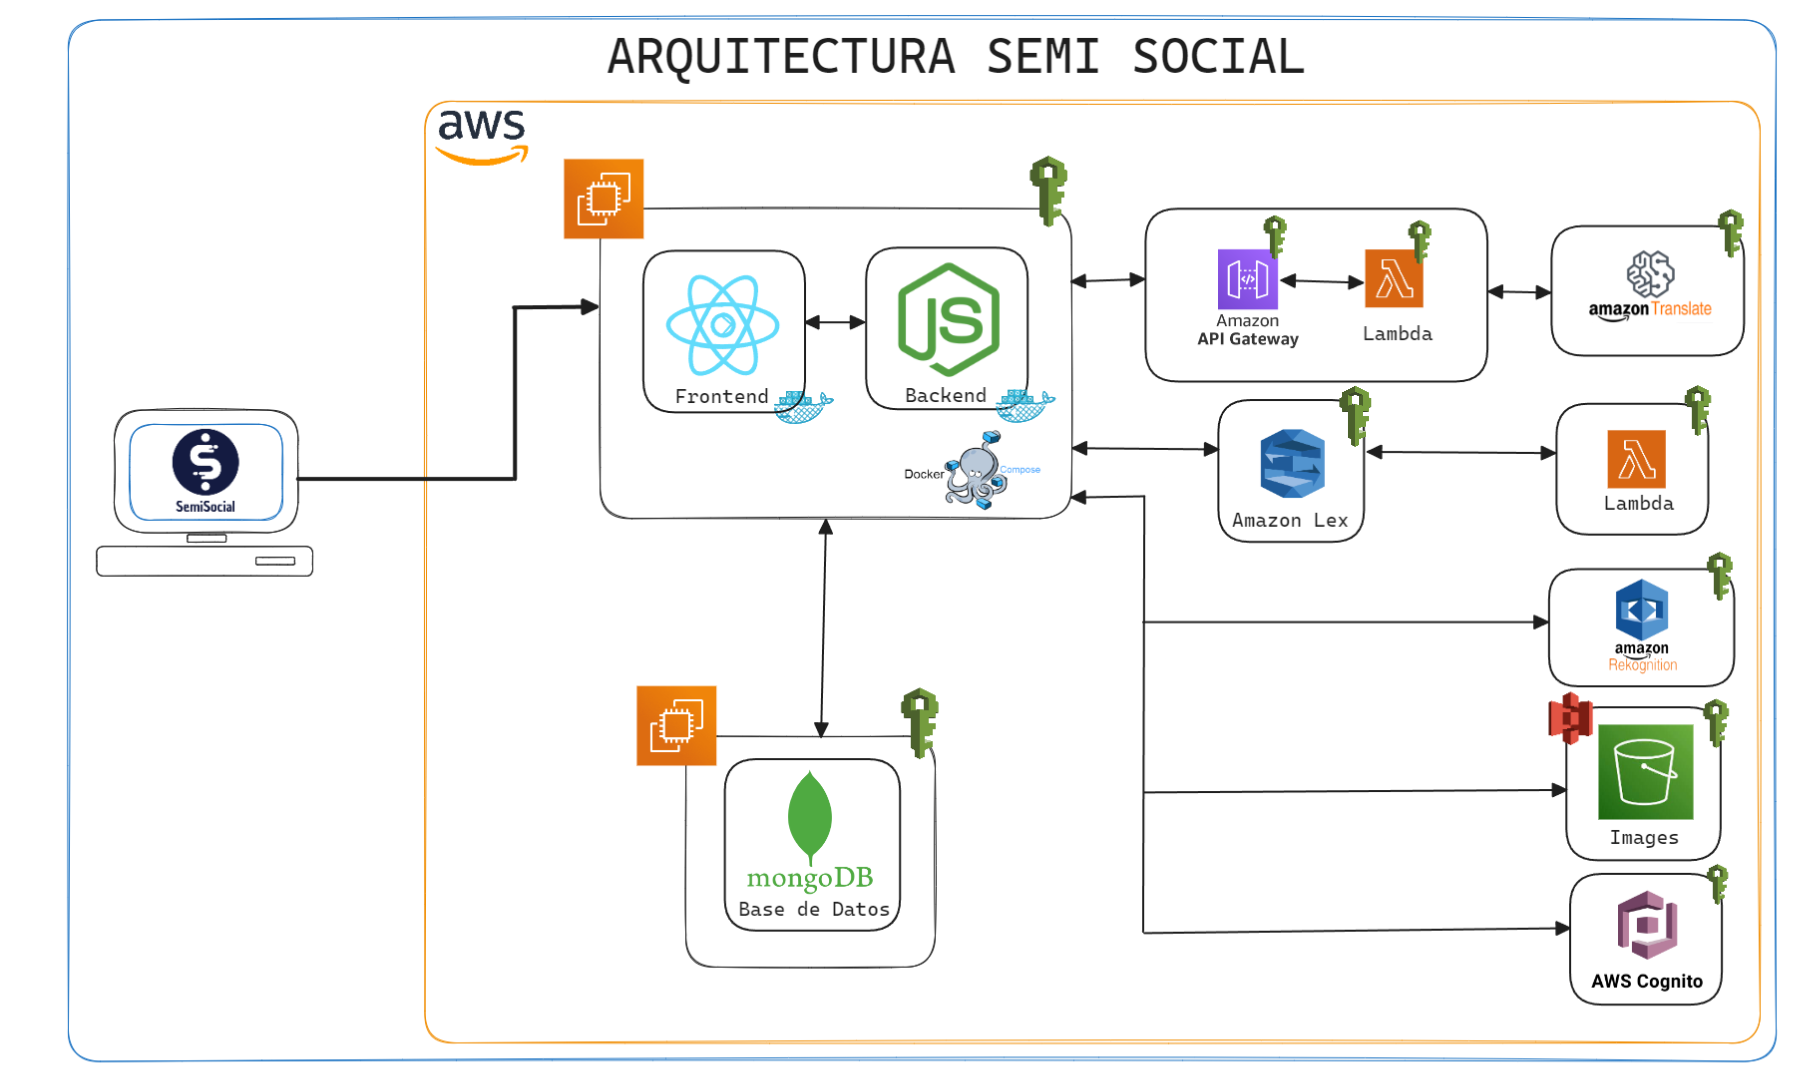 ARQUITECTURA SEMI SOCIAL
aws
JS
Frontend
Backend
Docker
Compose
Amazon
API Gateway
Lambda
amazon Translate
SemiSocial
Amazon Lex
Lambda
amazon
Rekognition
Images
mongoDB
Base de Datos
AWS Cognito